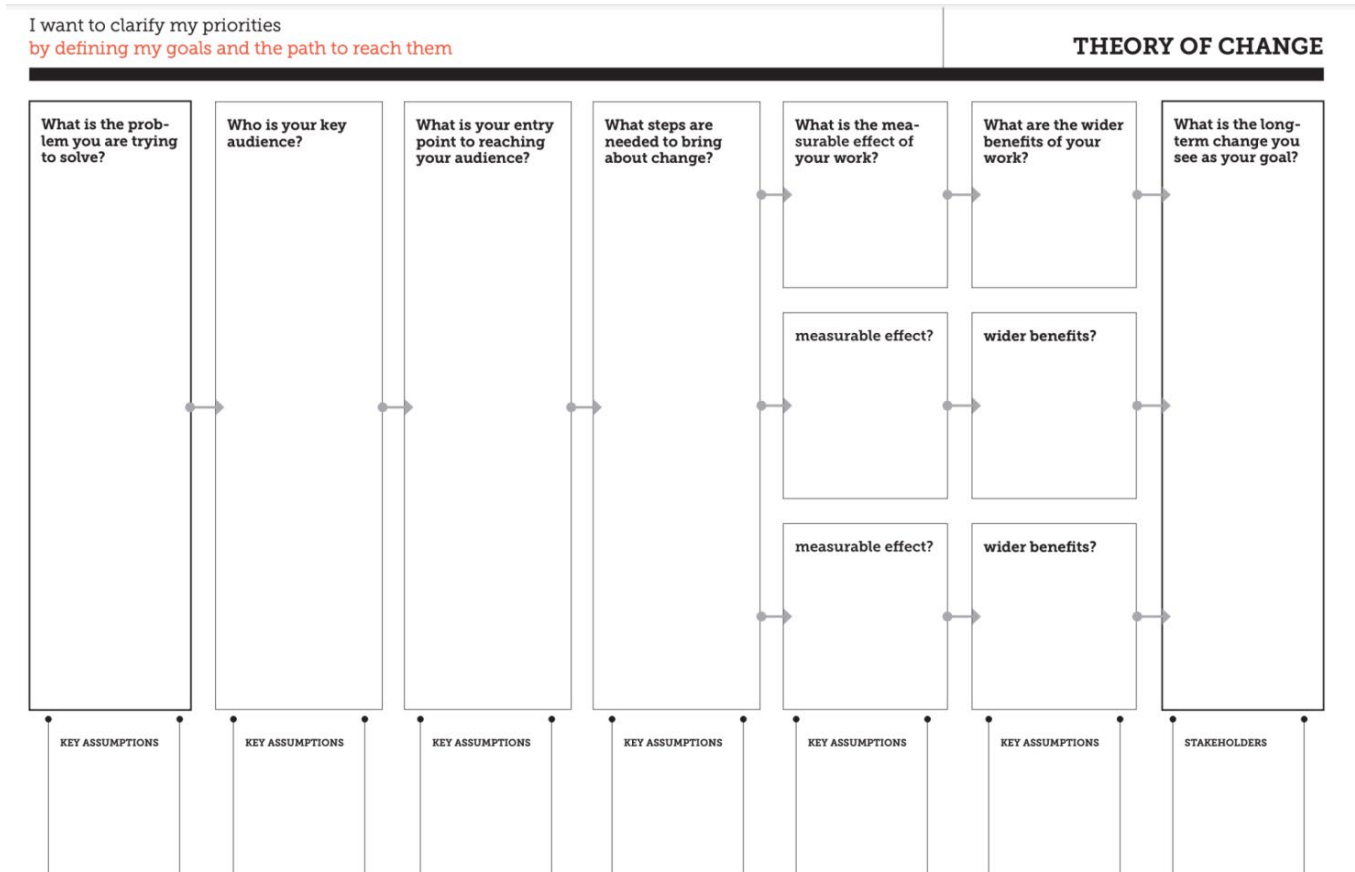 I want to clarify my priorities
by defining my goals and the path to reach them
THEORY OF CHANGE
What is the prob-
lem you are trying
to solve?
Who is your key
audience?
What is your entry
point to reaching
your audience?
What steps are
needed to bring
about change?
What is the mea-
surable effect of
your work?
What are the wider
benefits of your
work?
What is the long-
term change you
see as your goal?
measurable effect?
wider benefits?
measurable effect?
wider benefits?
KEY ASSUMPTIONS
KEY ASSUMPTIONS
KEY ASSUMPTIONS
KEY ASSUMPTIONS
KEY ASSUMPTIONS
KEY ASSUMPTIONS
STAKEHOLDERS